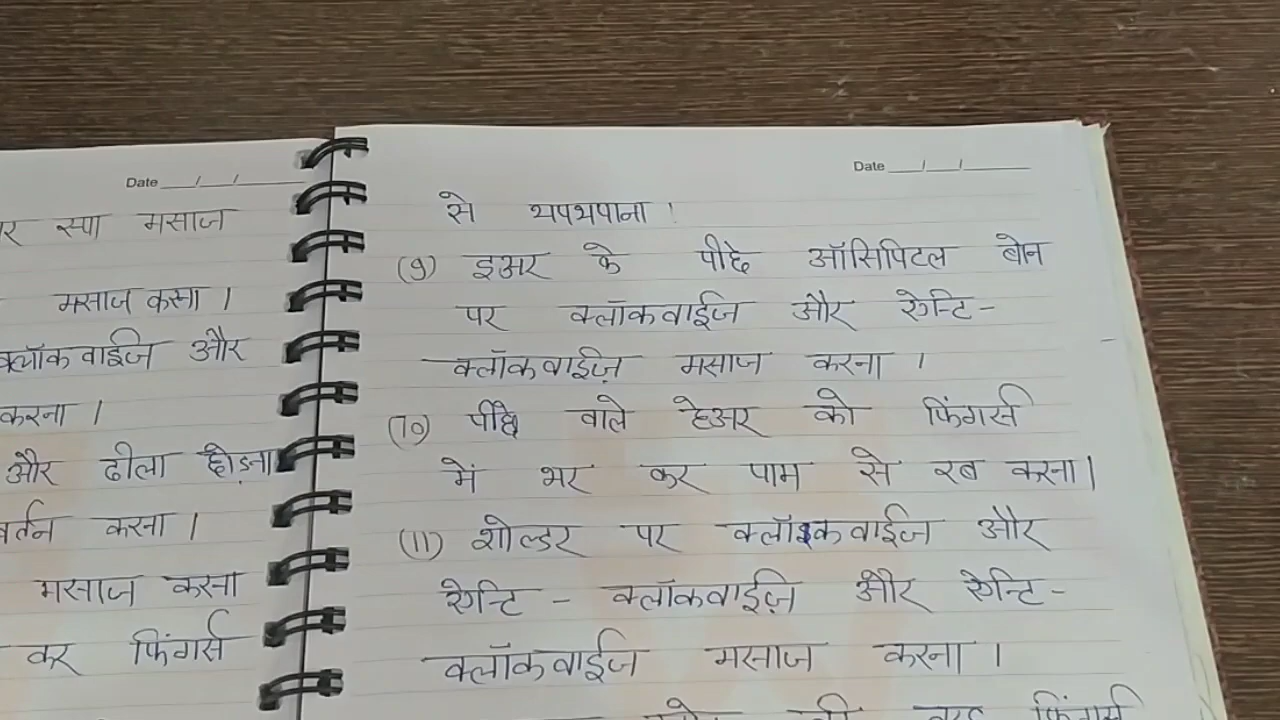 Date
स्पा मसाज
मसाज करना ।
क्लॉकवाईज और
करना ।
और ढीला छोड़ना
करना ।
मसाज करना
कर फिंगर्स
Date
से थपथपाना ।
(9) इअर के पीछे ऑसिपिटल बोन
पर क्लॉकवाईज और ऐन्टि-
क्लॉकवाईज़ मसाज करना ।
(10) पीछे वाले हेअर को फिंगर्स
में भर कर पाम से रब करना।
(11) शोल्डर पर क्लॉकवाईज और
ऐन्टि - क्लॉकवाईज़ और ऐन्टि-
क्लॉकवाईज मसाज करना ।
फिंगर्स